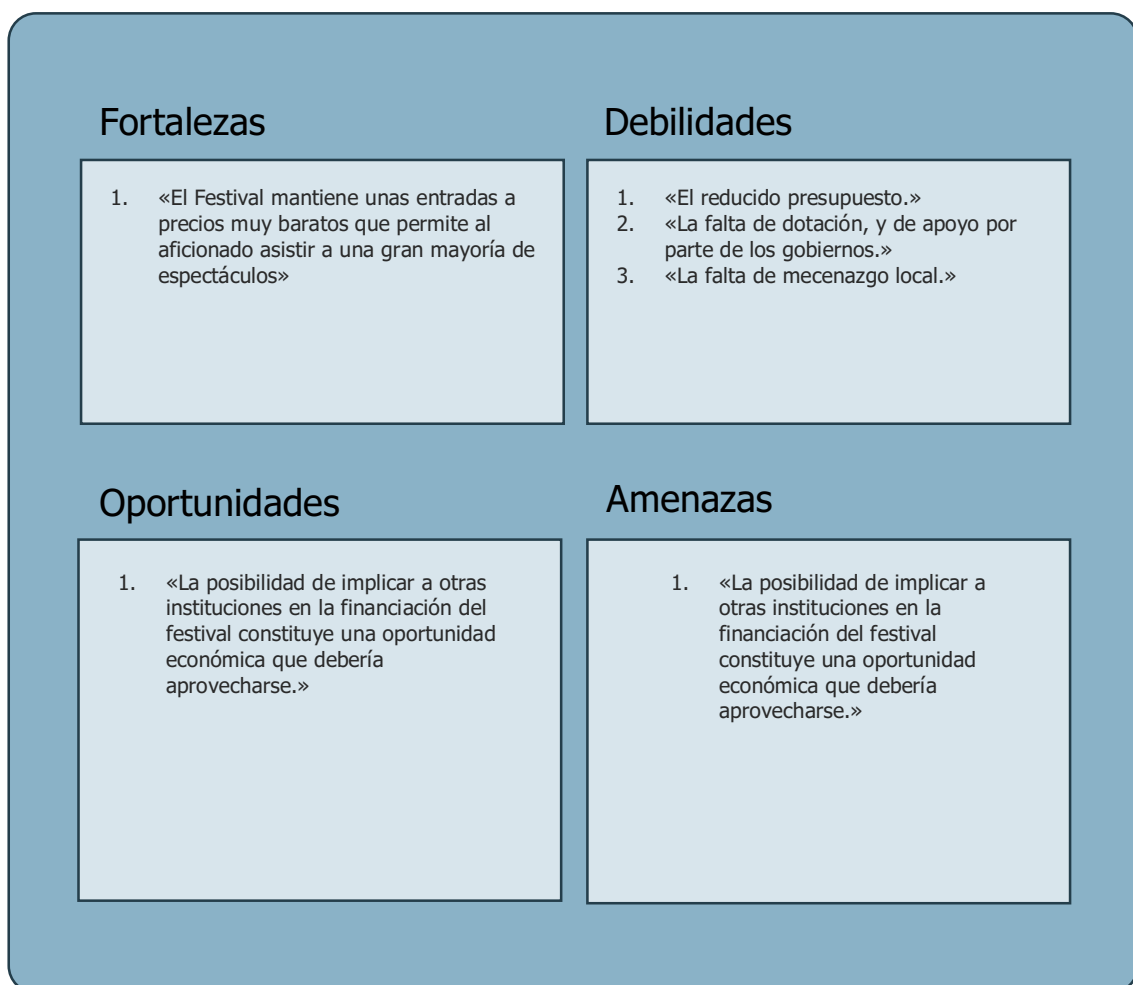 Fortalezas
1. «El Festival mantiene unas entradas a
precios muy baratos que permite al
aficionado asistir a una gran mayoría de
espectáculos»
Debilidades
1. «El reducido presupuesto.»
2. «La falta de dotación, y de apoyo por
parte de los gobiernos.»
3. «La falta de mecenazgo local.»
Oportunidades
1. «La posibilidad de implicar a otras
instituciones en la financiación del
festival constituye una oportunidad
económica que debería
aprovecharse.»
Amenazas
1. «La posibilidad de implicar a
otras instituciones en la
financiación del festival
constituye una oportunidad
económica que debería
aprovecharse.»